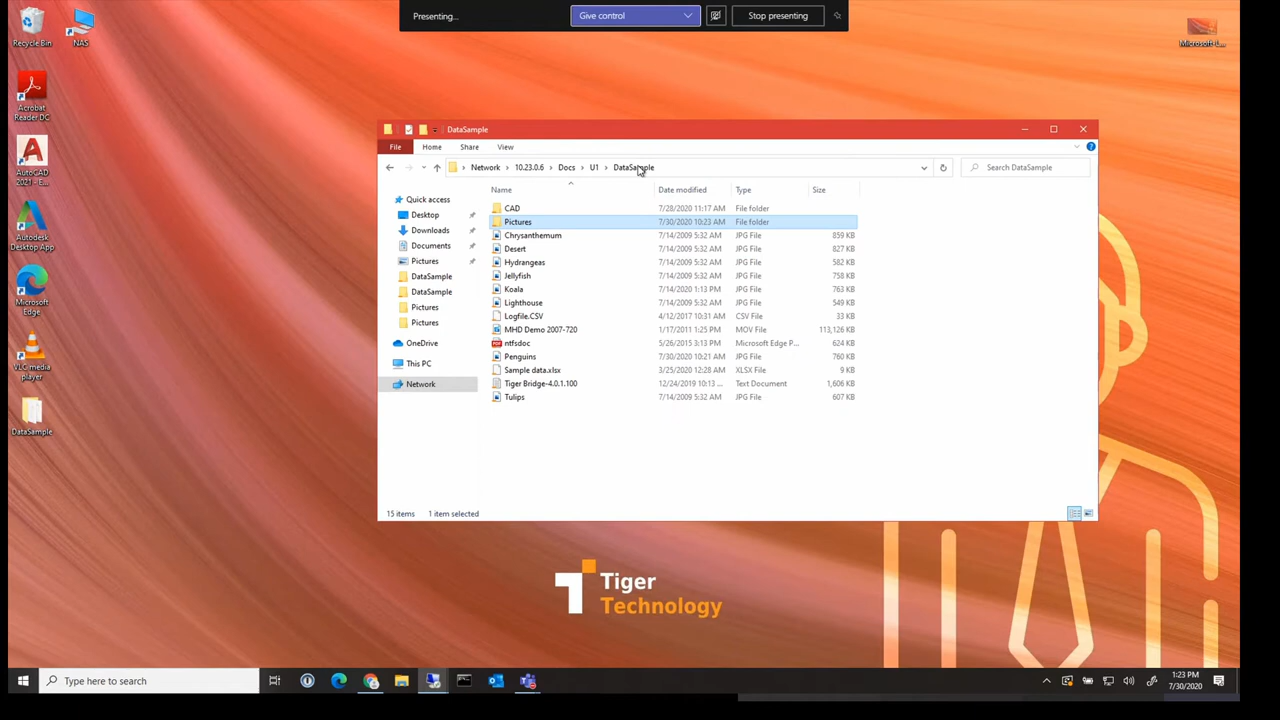 Presenting...
Give control
Stop presenting
Recycle Bin
NAS
Acrobat
Reader DC
AutoCAD
2021 - E...
Autodesk
Desktop App
Microsoft
Edge
VLC media
player
DataSample
Microsoft-L...
DataSample
File Home Share View
Network > 10.23.0.6 > Docs > U1 > DataSample
Search DataSample
Quick access
Desktop
Downloads
Documents
Pictures
DataSample
DataSample
Pictures
Pictures
OneDrive
This PC
Network
Name Date modified Type Size
CAD 7/28/2020 11:17 AM File folder
Pictures 7/30/2020 10:23 AM File folder
Chrysanthemum 7/14/2009 5:32 AM JPG File 859 KB
Desert 7/14/2009 5:32 AM JPG File 827 KB
Hydrangeas 7/14/2009 5:32 AM JPG File 582 KB
Jellyfish 7/14/2009 5:32 AM JPG File 758 KB
Koala 7/14/2020 1:13 PM JPG File 763 KB
Lighthouse 7/14/2009 5:32 AM JPG File 549 KB
Logfile.CSV 4/12/2017 10:31 AM CSV File 33 KB
MHD Demo 2007-720 1/17/2011 1:25 PM MOV File 113,126 KB
ntfsdoc 5/26/2015 3:13 PM Microsoft Edge P... 624 KB
Penguins 7/30/2020 10:21 AM JPG File 760 KB
Sample data.xlsx 3/25/2020 12:28 AM XLSX File 9 KB
Tiger Bridge-4.0.1.100 12/24/2019 10:13 ... Text Document 1,606 KB
Tulips 7/14/2009 5:32 AM JPG File 607 KB
15 items 1 item selected
Tiger
Technology
Type here to search
1:23 PM
7/30/2020